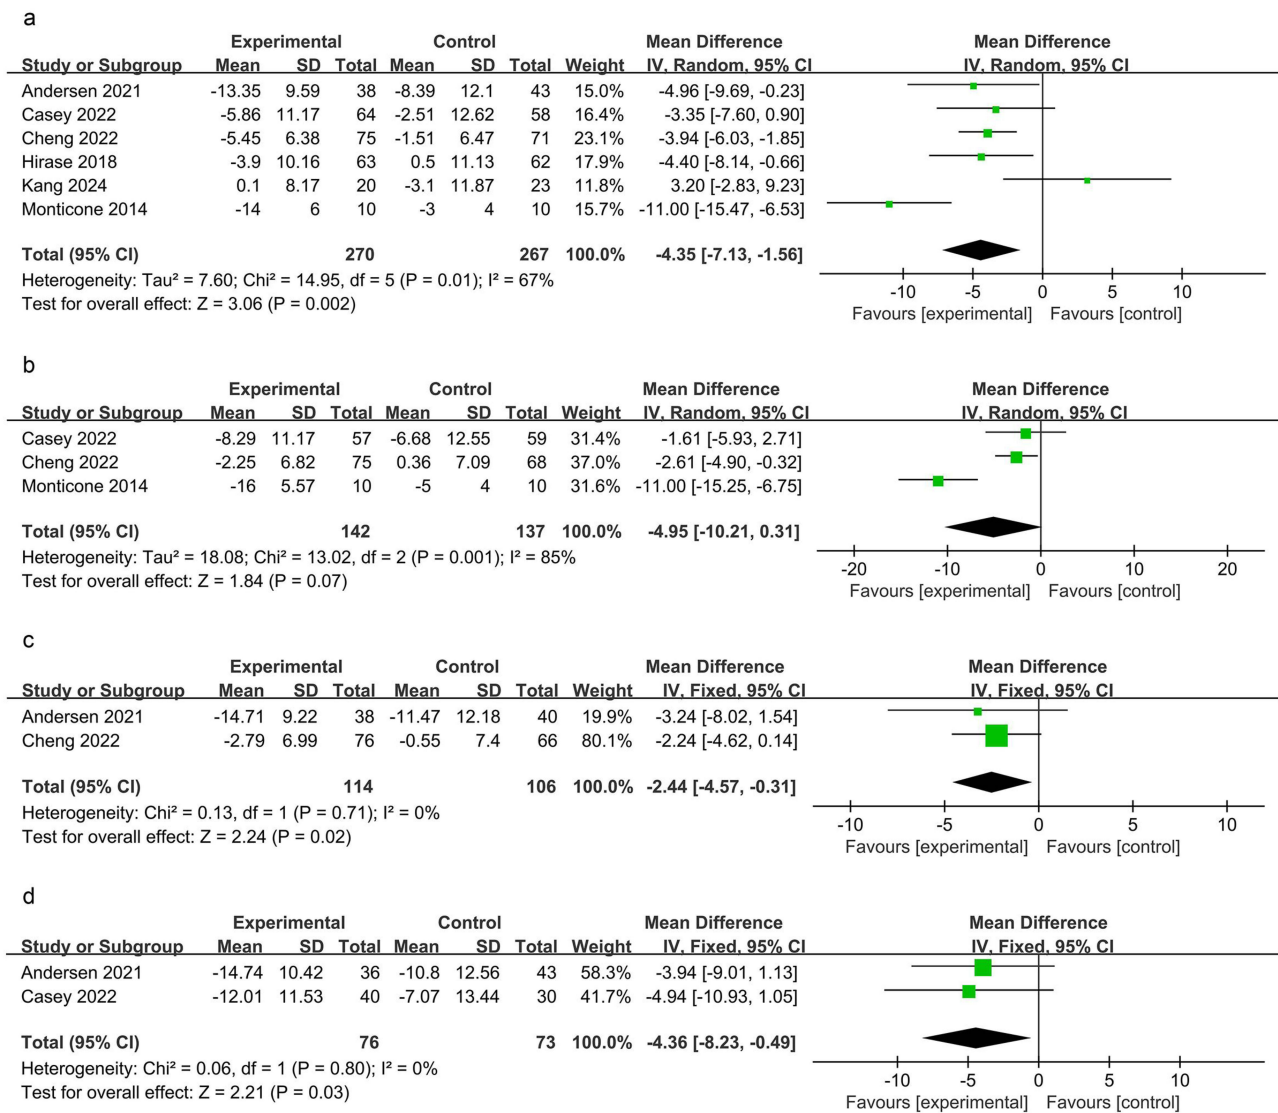 a
Experimental Control Mean Difference Mean Difference
Study or Subgroup Mean SD Total Mean SD Total Weight IV, Random, 95% CI IV, Random, 95% CI
Andersen 2021 -13.35 9.59 38 -8.39 12.1 43 15.0% -4.96 [-9.69, -0.23]
Casey 2022 -5.86 11.17 64 -2.51 12.62 58 16.4% -3.35 [-7.60, 0.90]
Cheng 2022 -5.45 6.38 75 -1.51 6.47 71 23.1% -3.94 [-6.03, -1.85]
Hirase 2018 -3.9 10.16 63 0.5 11.13 62 17.9% -4.40 [-8.14, -0.66]
Kang 2024 0.1 8.17 20 -3.1 11.87 23 11.8% 3.20 [-2.83, 9.23]
Monticone 2014 -14 6 10 -3 4 10 15.7% -11.00 [-15.47, -6.53]
Total (95% CI) 270 267 100.0% -4.35 [-7.13, -1.56]
Heterogeneity: Tau² = 7.60; Chi² = 14.95, df = 5 (P = 0.01); I² = 67%
Test for overall effect: Z = 3.06 (P = 0.002)
-10 -5 0 5 10
Favours [experimental] Favours [control]
b
Experimental Control Mean Difference Mean Difference
Study or Subgroup Mean SD Total Mean SD Total Weight IV, Random, 95% CI IV, Random, 95% CI
Casey 2022 -8.29 11.17 57 -6.68 12.55 59 31.4% -1.61 [-5.93, 2.71]
Cheng 2022 -2.25 6.82 75 0.36 7.09 68 37.0% -2.61 [-4.90, -0.32]
Monticone 2014 -16 5.57 10 -5 4 10 31.6% -11.00 [-15.25, -6.75]
Total (95% CI) 142 137 100.0% -4.95 [-10.21, 0.31]
Heterogeneity: Tau² = 18.08; Chi² = 13.02, df = 2 (P = 0.001); I² = 85%
Test for overall effect: Z = 1.84 (P = 0.07)
-20 -10 0 10 20
Favours [experimental] Favours [control]
c
Experimental Control Mean Difference Mean Difference
Study or Subgroup Mean SD Total Mean SD Total Weight IV, Fixed, 95% CI IV, Fixed, 95% CI
Andersen 2021 -14.71 9.22 38 -11.47 12.18 40 19.9% -3.24 [-8.02, 1.54]
Cheng 2022 -2.79 6.99 76 -0.55 7.4 66 80.1% -2.24 [-4.62, 0.14]
Total (95% CI) 114 106 100.0% -2.44 [-4.57, -0.31]
Heterogeneity: Chi² = 0.13, df = 1 (P = 0.71); I² = 0%
Test for overall effect: Z = 2.24 (P = 0.02)
-10 -5 0 5 10
Favours [experimental] Favours [control]
d
Experimental Control Mean Difference Mean Difference
Study or Subgroup Mean SD Total Mean SD Total Weight IV, Fixed, 95% CI IV, Fixed, 95% CI
Andersen 2021 -14.74 10.42 36 -10.8 12.56 43 58.3% -3.94 [-9.01, 1.13]
Casey 2022 -12.01 11.53 40 -7.07 13.44 30 41.7% -4.94 [-10.93, 1.05]
Total (95% CI) 76 73 100.0% -4.36 [-8.23, -0.49]
Heterogeneity: Chi² = 0.06, df = 1 (P = 0.80); I² = 0%
Test for overall effect: Z = 2.21 (P = 0.03)
-10 -5 0 5 10
Favours [experimental] Favours [control]